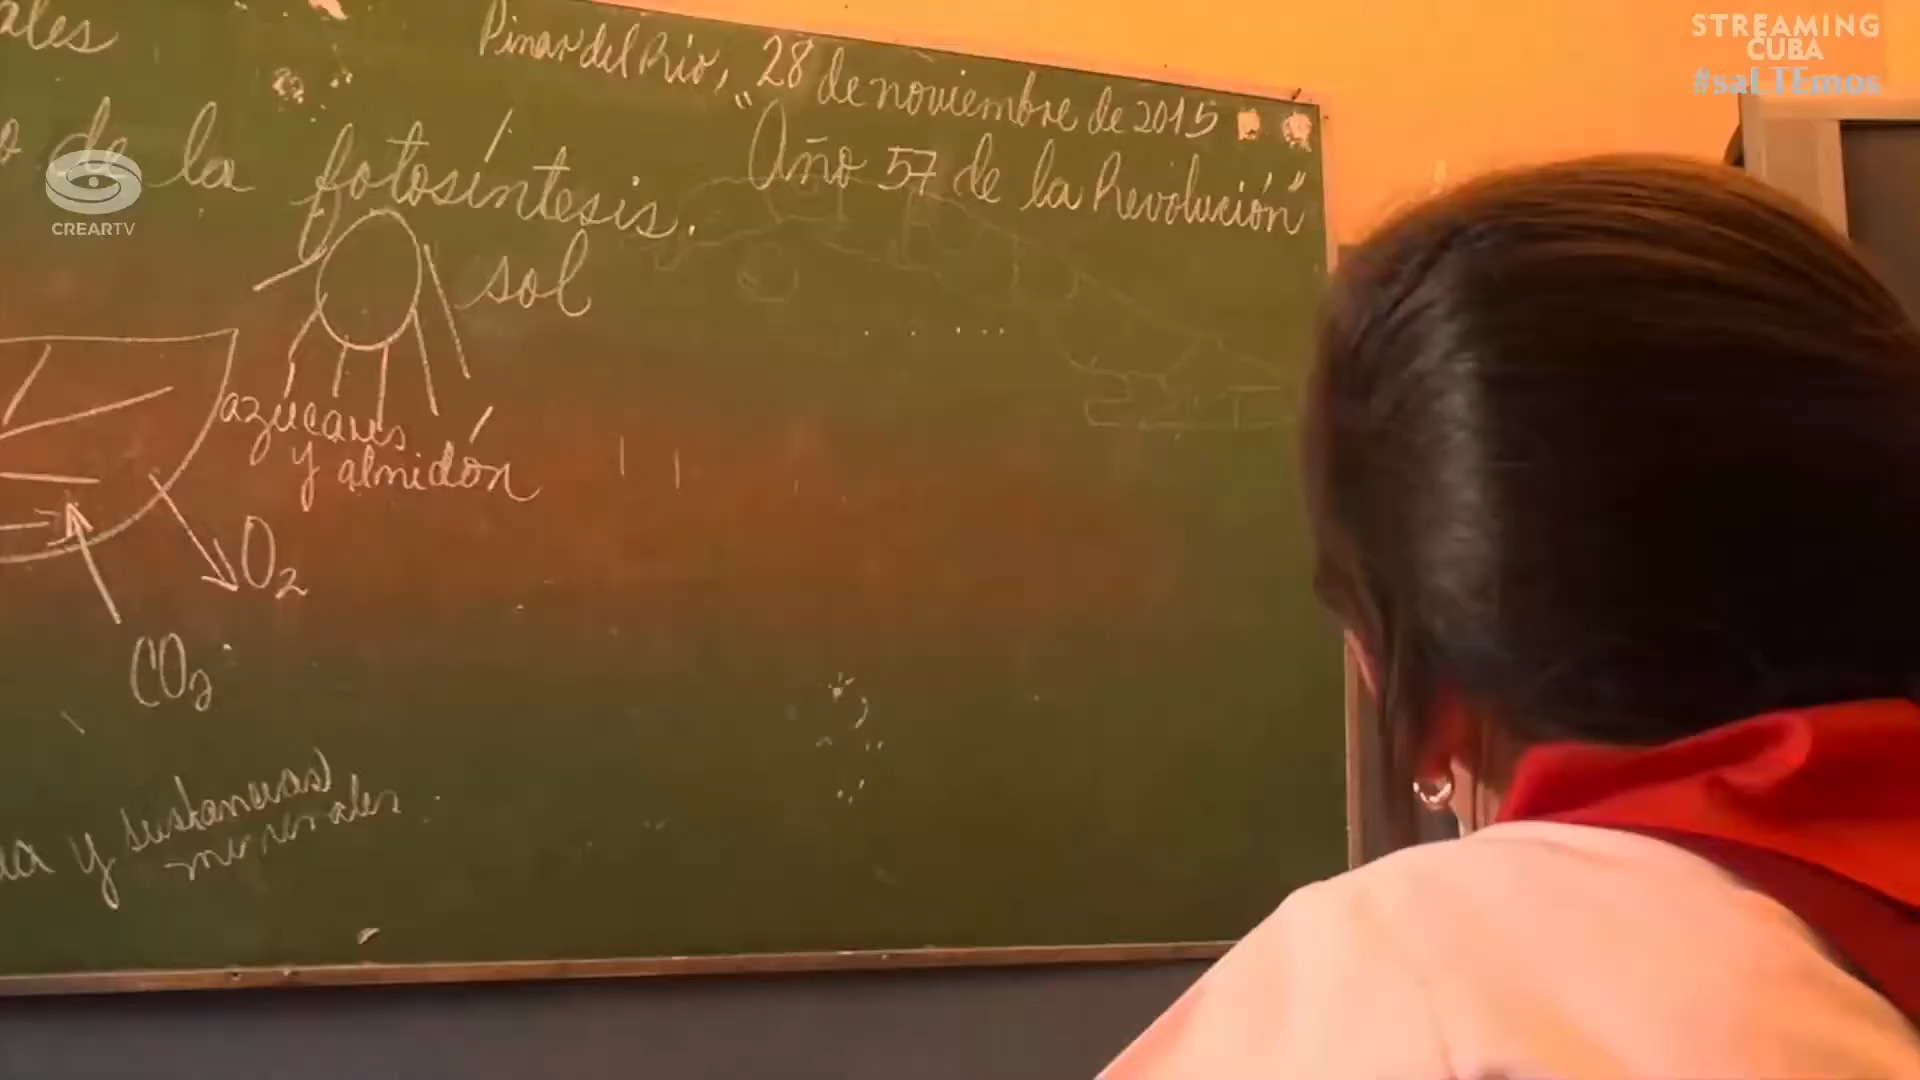 STREAMING
CUBA
#saLTEmos
CREARTV
ales
Pinar del Río, 28 de noviembre de 2015
"Año 57 de la Revolución"
o de la fotosíntesis.
sol
azúcares
y almidón
O2
CO2
ua y sustancias
minerales